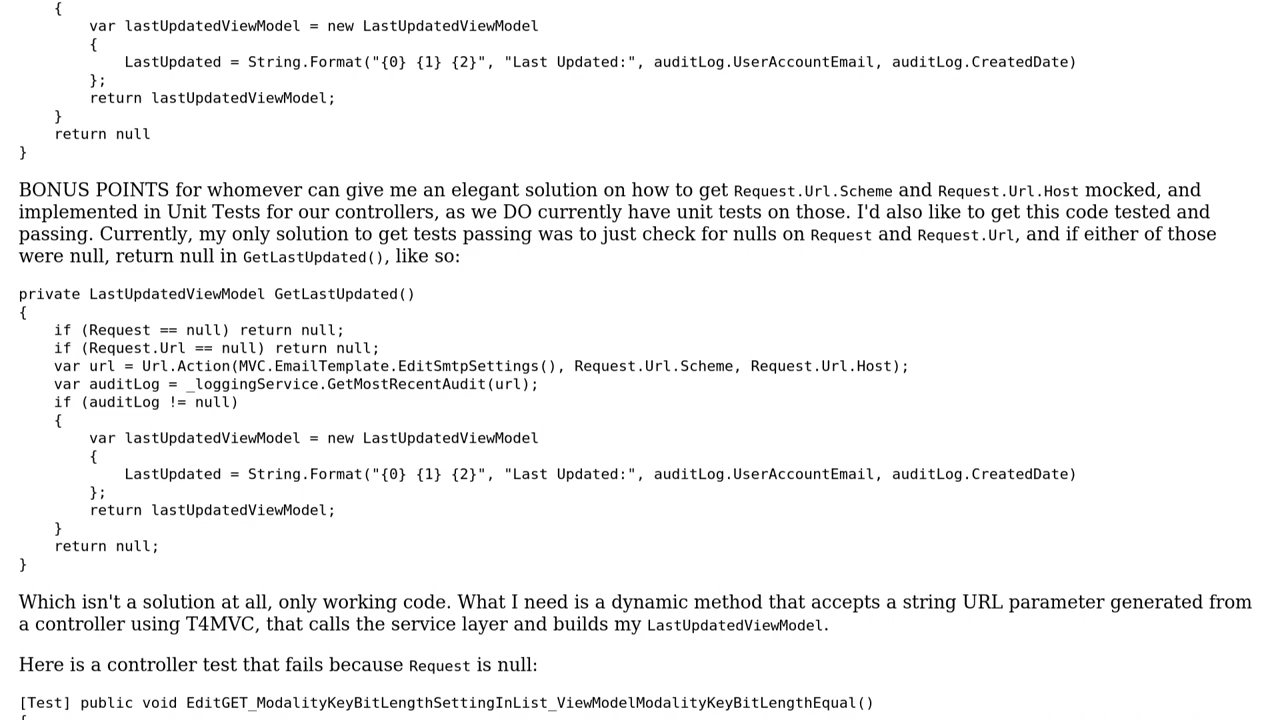 {
        var lastUpdatedViewModel = new LastUpdatedViewModel
        {
            LastUpdated = String.Format("{0} {1} {2}", "Last Updated:", auditLog.UserAccountEmail, auditLog.CreatedDate)
        };
        return lastUpdatedViewModel;
    }
    return null
}
BONUS POINTS for whomever can give me an elegant solution on how to get Request.Url.Scheme and Request.Url.Host mocked, and
implemented in Unit Tests for our controllers, as we DO currently have unit tests on those. I'd also like to get this code tested and
passing. Currently, my only solution to get tests passing was to just check for nulls on Request and Request.Url, and if either of those
were null, return null in GetLastUpdated(), like so:
private LastUpdatedViewModel GetLastUpdated()
{
    if (Request == null) return null;
    if (Request.Url == null) return null;
    var url = Url.Action(MVC.EmailTemplate.EditSmtpSettings(), Request.Url.Scheme, Request.Url.Host);
    var auditLog = _loggingService.GetMostRecentAudit(url);
    if (auditLog != null)
    {
        var lastUpdatedViewModel = new LastUpdatedViewModel
        {
            LastUpdated = String.Format("{0} {1} {2}", "Last Updated:", auditLog.UserAccountEmail, auditLog.CreatedDate)
        };
        return lastUpdatedViewModel;
    }
    return null;
}
Which isn't a solution at all, only working code. What I need is a dynamic method that accepts a string URL parameter generated from
a controller using T4MVC, that calls the service layer and builds my LastUpdatedViewModel.
Here is a controller test that fails because Request is null:
[Test] public void EditGET_ModalityKeyBitLengthSettingInList_ViewModelModalityKeyBitLengthEqual()
{